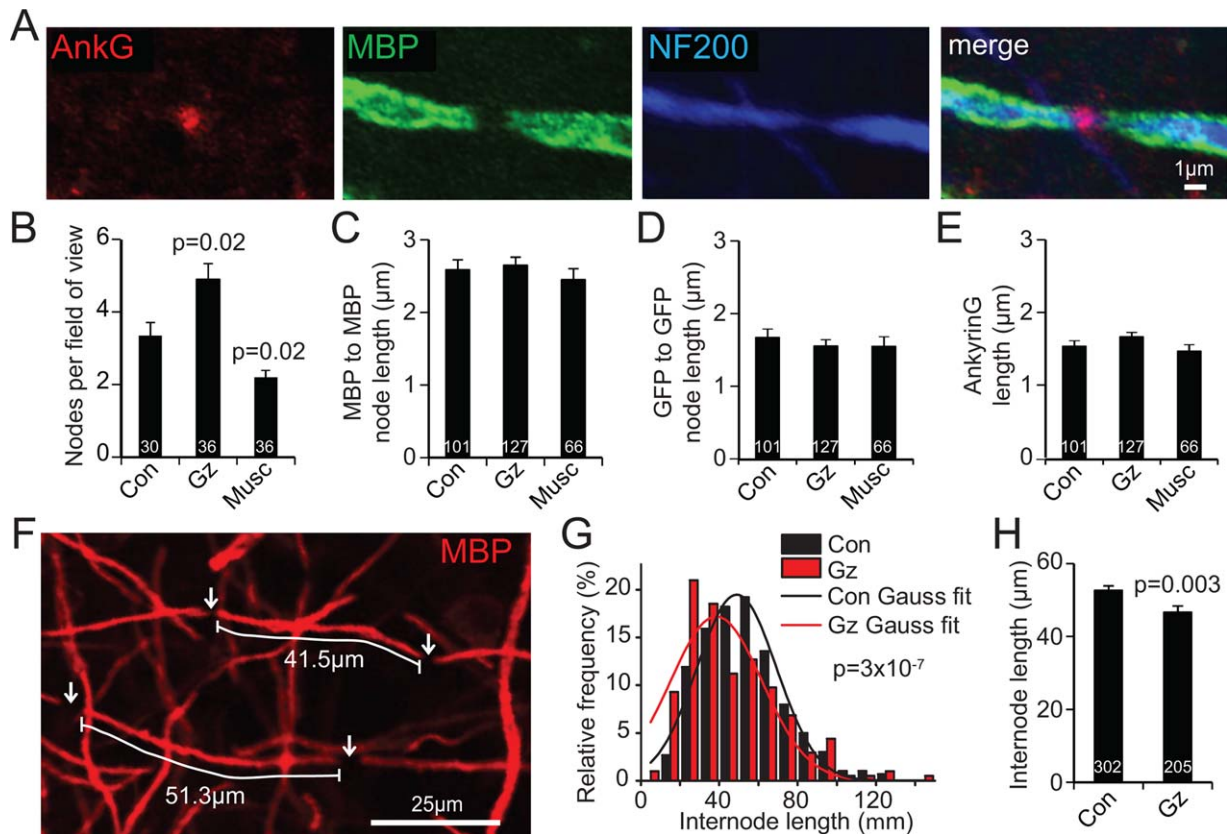 A
AnkG
MBP
NF200
merge
1µm
B
Nodes per field of view
6
4
2
0
p=0.02
p=0.02
30
36
36
Con
Gz
Musc
C
MBP to MBP
node length (µm)
3
2
1
0
101
127
66
Con
Gz
Musc
D
GFP to GFP
node length (µm)
3
2
1
0
101
127
66
Con
Gz
Musc
E
AnkyrinG
length (µm)
3
2
1
0
101
127
66
Con
Gz
Musc
F
MBP
41.5µm
51.3µm
25µm
G
Relative frequency (%)
20
15
10
5
0
0 40 80 120
Internode length (mm)
Con
Gz
Con Gauss fit
Gz Gauss fit
p=3x10⁻⁷
H
Internode length (µm)
60
40
20
0
p=0.003
302
205
Con
Gz